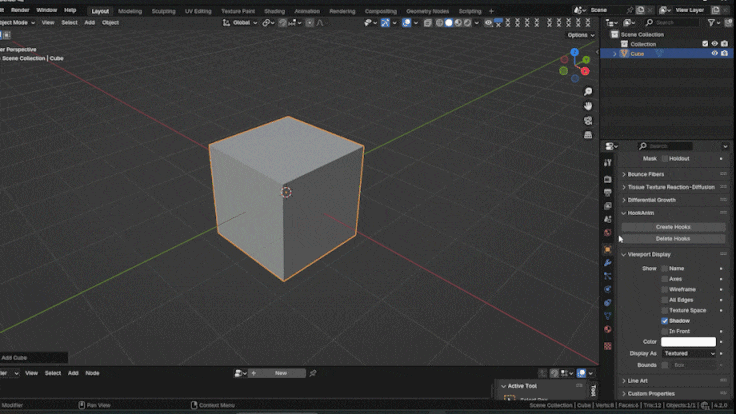 Edit Render Window Help Layout Modeling Sculpting UV Editing Texture Paint Shading Animation Rendering Compositing Geometry Nodes Scripting Scene View Layer
Object Mode View Select Add Object Global Search
Options
Scene Collection
Collection
Cube
er Perspective
Scene Collection | Cube
Search
Mask Holdout
Bounce Fibers
Tissue Texture Reaction-Diffusion
Differential Growth
HookAnim
Create Hooks
Delete Hooks
Viewport Display
Show Name
Axes
Wireframe
All Edges
Texture Space
Shadow
In Front
Color
Display As Textured
Bounds Box
Line Art
Custom Properties
Add Cube
View Select Add Node New
Active Tool
Tool
Modifier Pan View Context Menu Scene Collection | Cube | Verts:8 | Faces:6 | Tris:12 | Objects:1/1 | 4.2.0